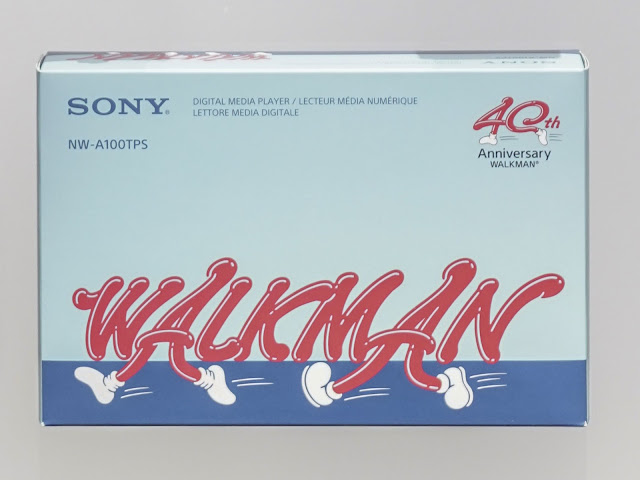 SONY®
DIGITAL MEDIA PLAYER / LECTEUR MÉDIA NUMÉRIQUE
LETTORE MEDIA DIGITALE
NW-A100TPS
40th
Anniversary
WALKMAN®
WALKMAN